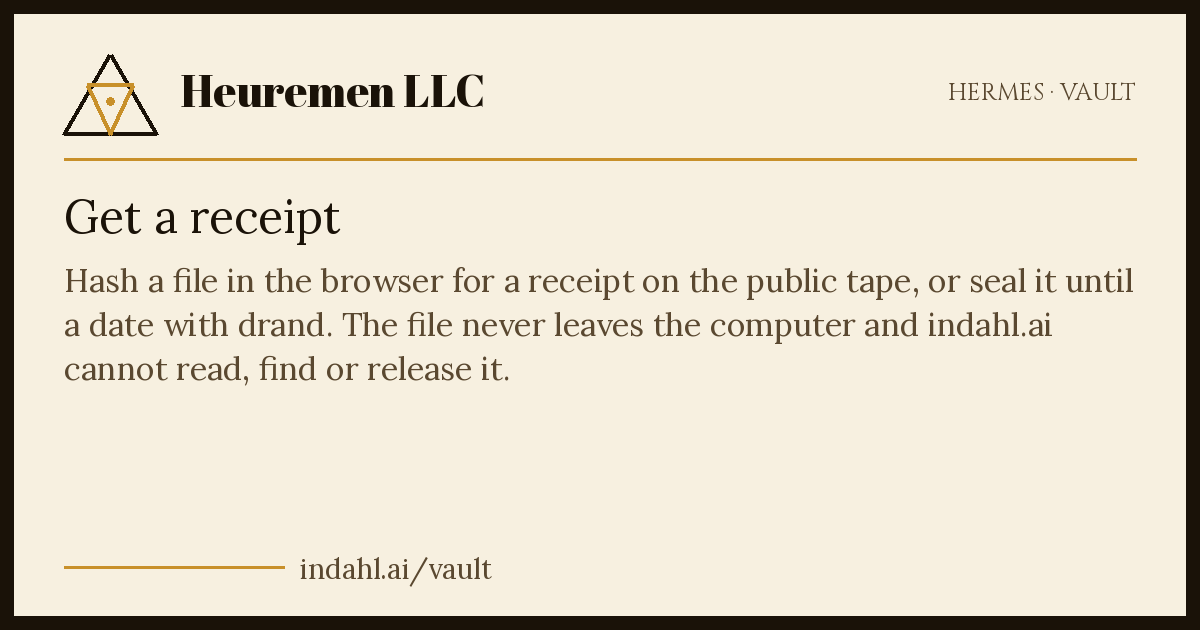 Heuremen LLC
HERMES · VAULT
Get a receipt
Hash a file in the browser for a receipt on the public tape, or seal it until
a date with drand. The file never leaves the computer and indahl.ai
cannot read, find or release it.
indahl.ai/vault